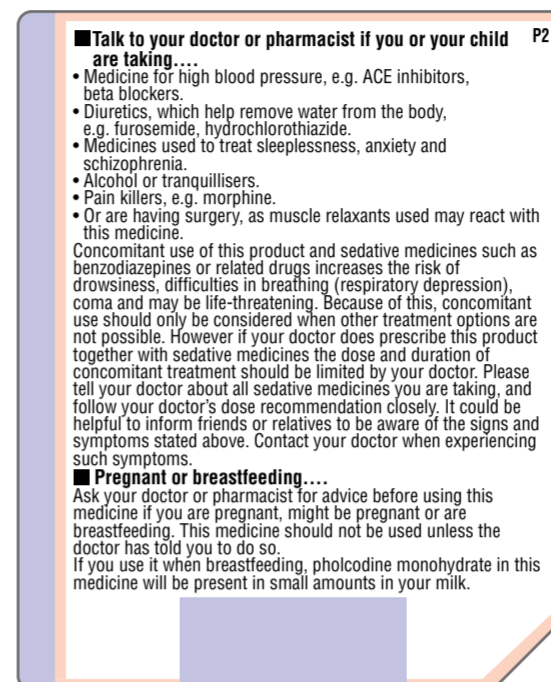 ■Talk to your doctor or pharmacist if you or your child P2
are taking....
• Medicine for high blood pressure, e.g. ACE inhibitors,
beta blockers.
• Diuretics, which help remove water from the body,
e.g. furosemide, hydrochlorothiazide.
• Medicines used to treat sleeplessness, anxiety and
schizophrenia.
• Alcohol or tranquillisers.
• Pain killers, e.g. morphine.
• Or are having surgery, as muscle relaxants used may react with
this medicine.
Concomitant use of this product and sedative medicines such as
benzodiazepines or related drugs increases the risk of
drowsiness, difficulties in breathing (respiratory depression),
coma and may be life-threatening. Because of this, concomitant
use should only be considered when other treatment options are
not possible. However if your doctor does prescribe this product
together with sedative medicines the dose and duration of
concomitant treatment should be limited by your doctor. Please
tell your doctor about all sedative medicines you are taking, and
follow your doctor's dose recommendation closely. It could be
helpful to inform friends or relatives to be aware of the signs and
symptoms stated above. Contact your doctor when experiencing
such symptoms.
■ Pregnant or breastfeeding....
Ask your doctor or pharmacist for advice before using this
medicine if you are pregnant, might be pregnant or are
breastfeeding. This medicine should not be used unless the
doctor has told you to do so.
If you use it when breastfeeding, pholcodine monohydrate in this
medicine will be present in small amounts in your milk.